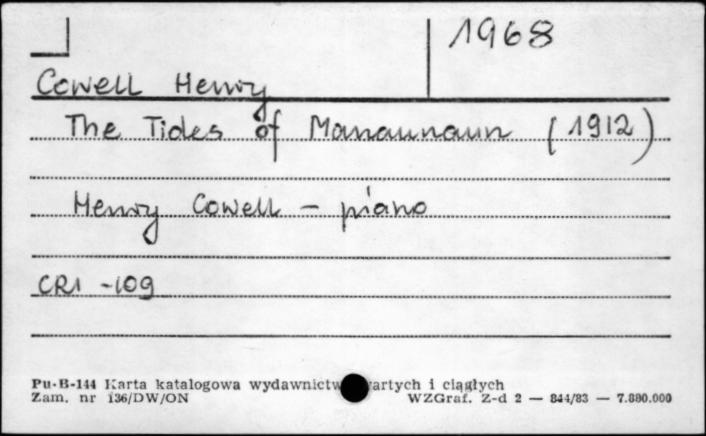 1968
Cowell Henry
The Tides of Manaunaun (1912)
Henry Cowell – piano
CRI -109
Pu-B-144 Karta katalogowa wydawnictw artych i ciągłych
Zam. nr 136/DW/ON WZGraf. Z-d 2 — 844/83 — 7.880.000